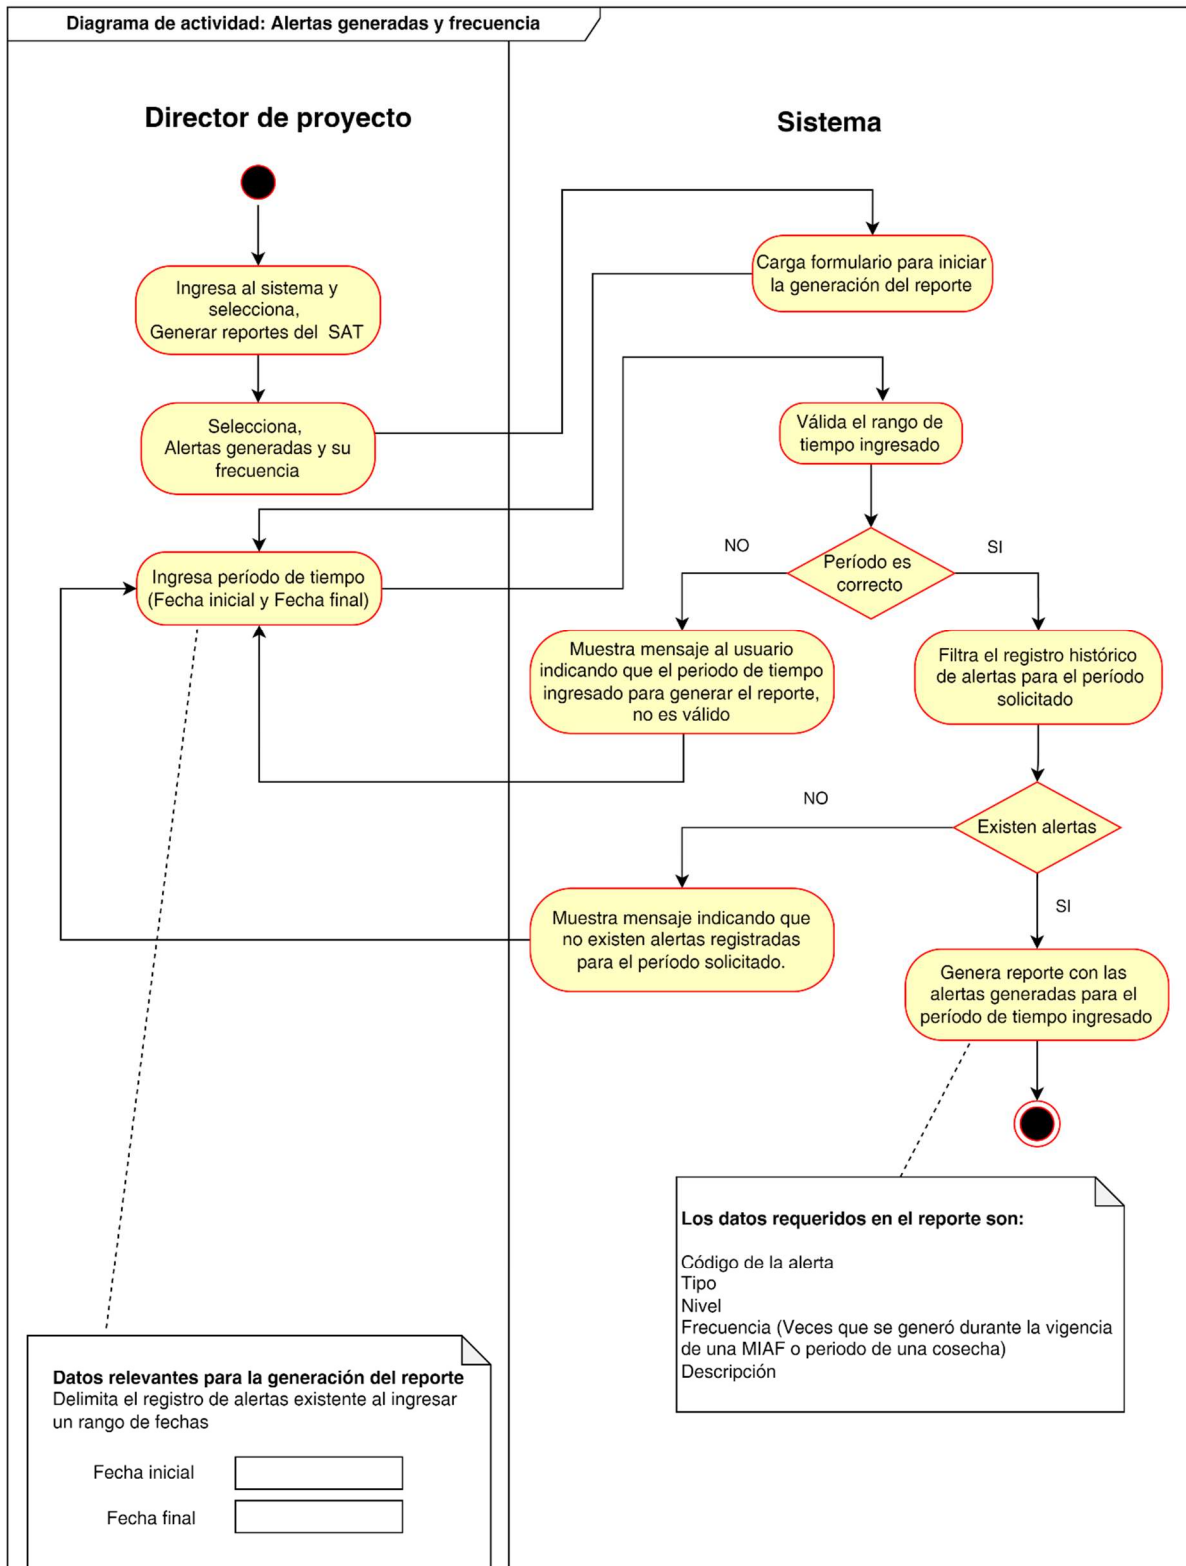 Diagrama de actividad: Alertas generadas y frecuencia
Director de proyecto
Sistema
Ingresa al sistema y
selecciona,
Generar reportes del SAT
Selecciona,
Alertas generadas y su
frecuencia
Carga formulario para iniciar
la generación del reporte
Ingresa período de tiempo
(Fecha inicial y Fecha final)
Válida el rango de
tiempo ingresado
Período es
correcto
NO
SI
Muestra mensaje al usuario
indicando que el periodo de tiempo
ingresado para generar el reporte,
no es válido
Filtra el registro histórico
de alertas para el período
solicitado
Existen alertas
NO
SI
Muestra mensaje indicando que
no existen alertas registradas
para el período solicitado.
Genera reporte con las
alertas generadas para el
período de tiempo ingresado
Los datos requeridos en el reporte son:
Código de la alerta
Tipo
Nivel
Frecuencia (Veces que se generó durante la vigencia
de una MIAF o periodo de una cosecha)
Descripción
Datos relevantes para la generación del reporte
Delimita el registro de alertas existente al ingresar
un rango de fechas
Fecha inicial
Fecha final